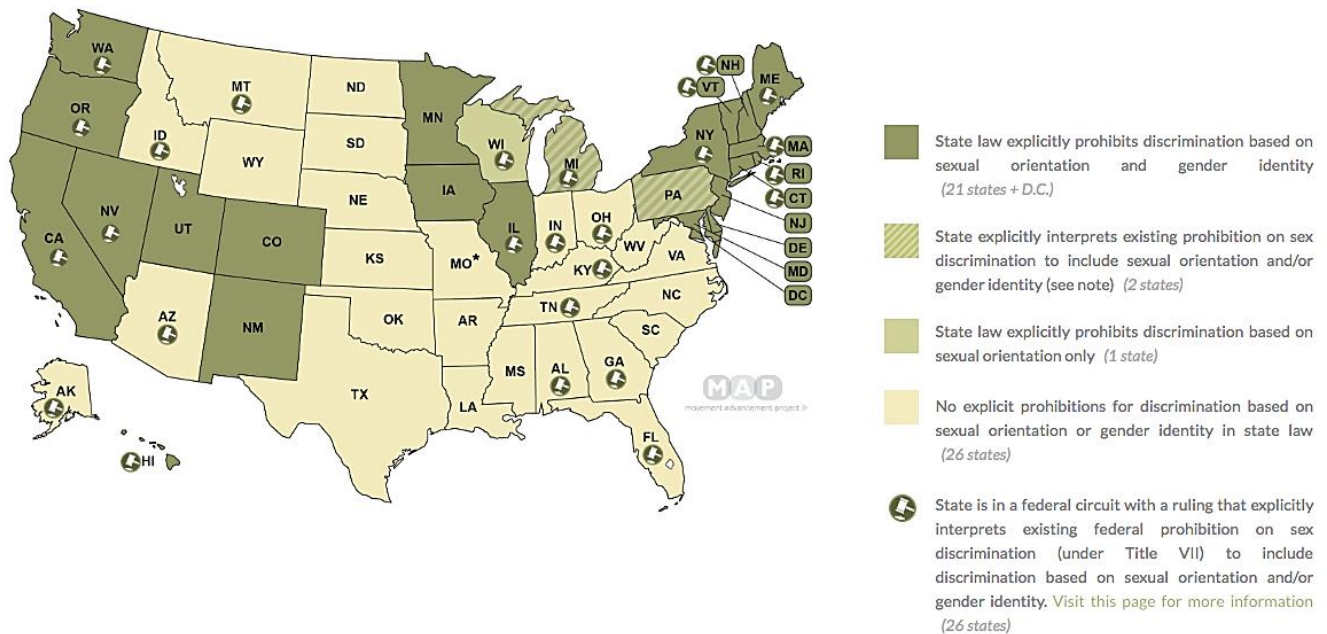 WA
MT
ND
MN
OR
ID
SD
WI
MI
WY
NE
IA
NY
ME
NH
VT
MA
RI
CT
NJ
DE
MD
DC
PA
NV
UT
CO
CA
KS
MO*
IL
IN
OH
WV
VA
KY
AZ
NM
OK
AR
TN
NC
SC
MS
AL
GA
TX
LA
FL
AK
HI
MAP
movement advancement project
State law explicitly prohibits discrimination based on
sexual orientation and gender identity
(21 states + D.C.)
State explicitly interprets existing prohibition on sex
discrimination to include sexual orientation and/or
gender identity (see note) (2 states)
State law explicitly prohibits discrimination based on
sexual orientation only (1 state)
No explicit prohibitions for discrimination based on
sexual orientation or gender identity in state law
(26 states)
State is in a federal circuit with a ruling that explicitly
interprets existing federal prohibition on sex
discrimination (under Title VII) to include
discrimination based on sexual orientation and/or
gender identity. Visit this page for more information
(26 states)